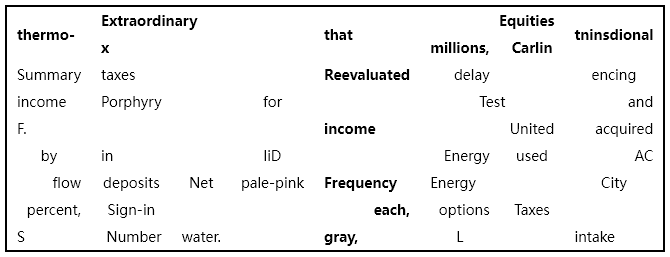 Extraordinary Equities
thermo- that tninsdional
x millions, Carlin
Summary taxes Reevaluated delay encing
income Porphyry for Test and
F. income United acquired
by in IiD Energy used AC
flow deposits Net pale-pink Frequency Energy City
percent, Sign-in each, options Taxes
S Number water. gray, L intake